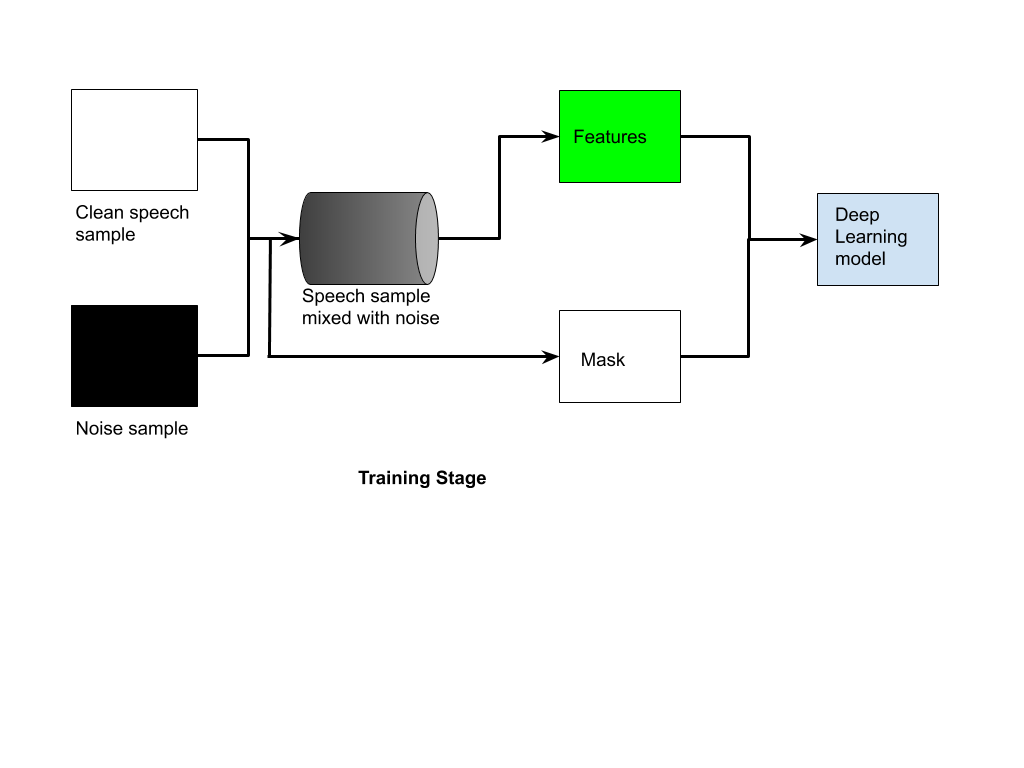 Features
Clean speech
sample
Deep
Learning
model
Speech sample
mixed with noise
Mask
Noise sample
Training Stage